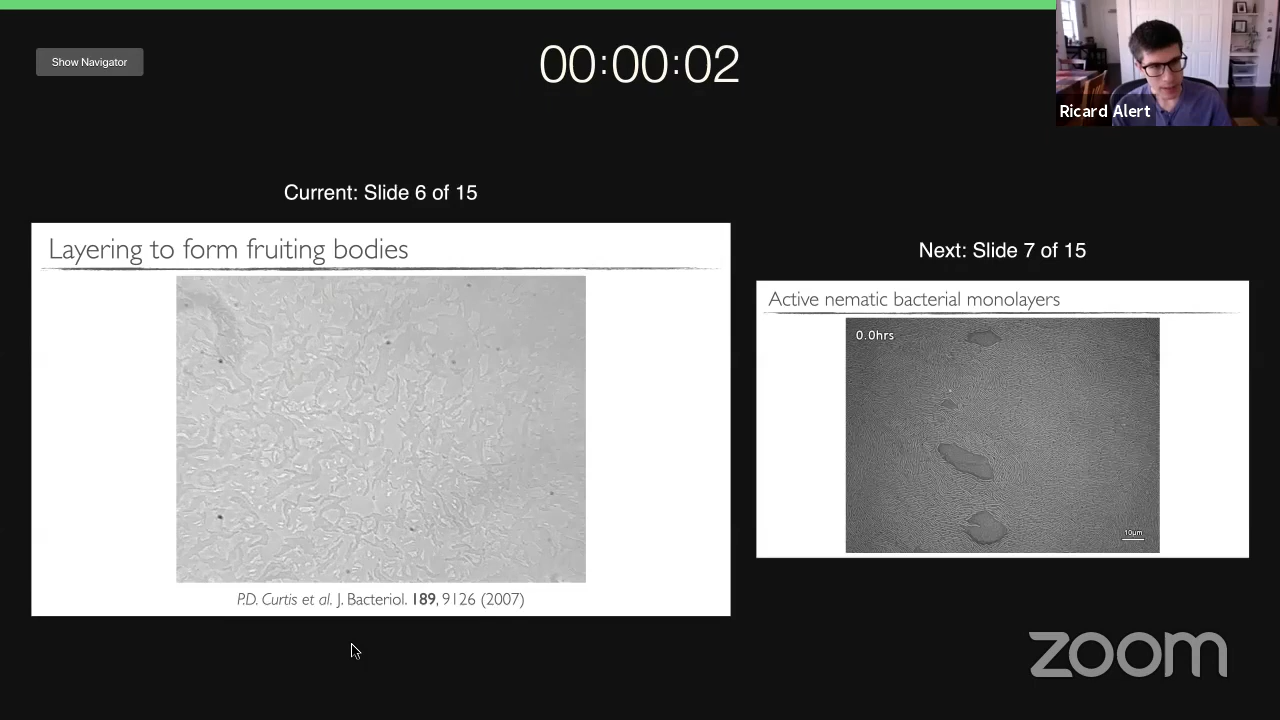 Show Navigator
00:00:02
Ricard Alert
Current: Slide 6 of 15
Layering to form fruiting bodies
P.D. Curtis et al. J. Bacteriol. 189, 9126 (2007)
Next: Slide 7 of 15
Active nematic bacterial monolayers
0.0hrs
10μm
zoom